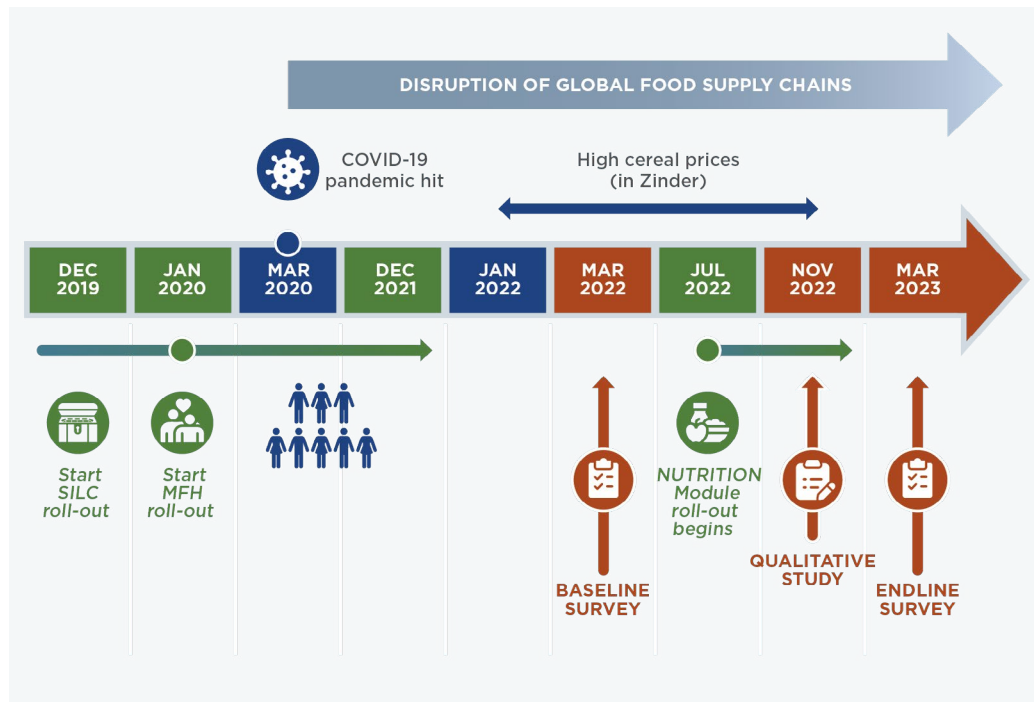 DISRUPTION OF GLOBAL FOOD SUPPLY CHAINS
COVID-19
pandemic hit
High cereal prices
(in Zinder)
DEC
2019
JAN
2020
MAR
2020
DEC
2021
JAN
2022
MAR
2022
JUL
2022
NOV
2022
MAR
2023
Start
SILC
roll-out
Start
MFH
roll-out
BASELINE
SURVEY
NUTRITION
Module
roll-out
begins
QUALITATIVE
STUDY
ENDLINE
SURVEY